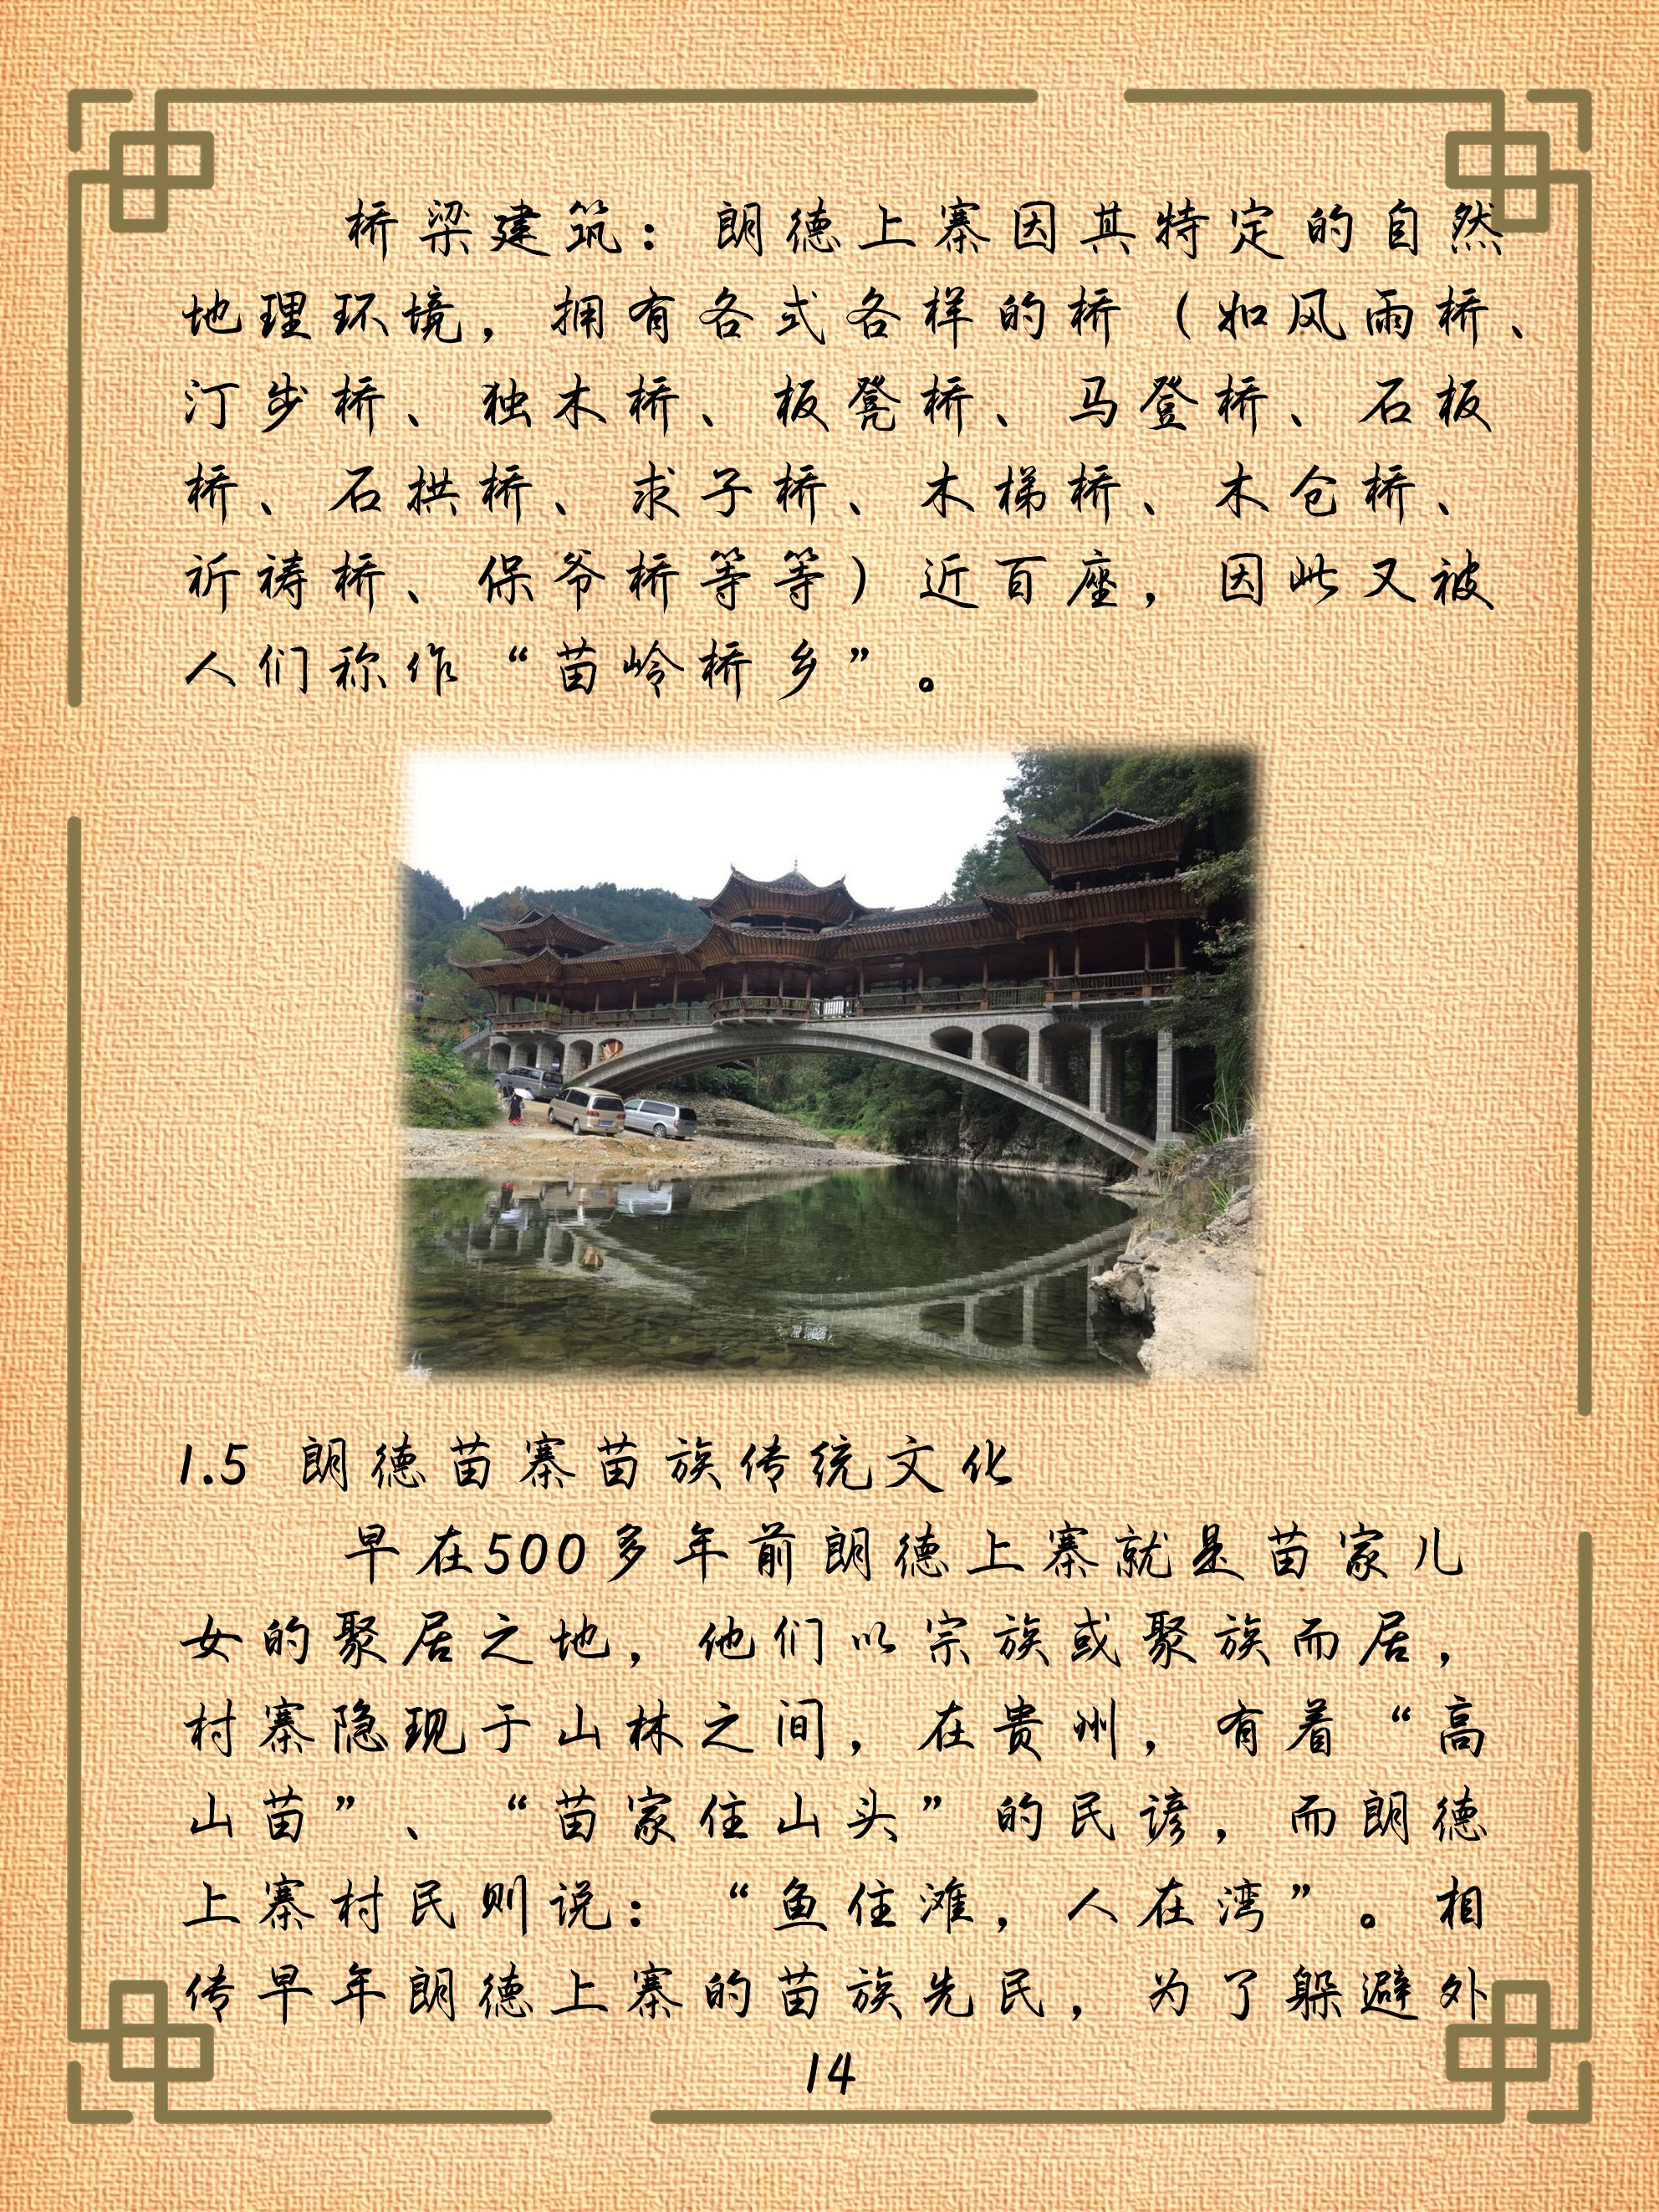 桥梁建筑：朗德上寨因其特定的自然
地理环境，拥有各式各样的桥（如风雨桥、
汀步桥、独木桥、板凳桥、马登桥、石板
桥、石拱桥、求子桥、木梯桥、木仓桥、
祈祷桥、保爷桥等等）近百座，因此又被
人们称作“苗岭桥乡”。
1.5 朗德苗寨苗族传统文化
早在500多年前朗德上寨就是苗家儿
女的聚居之地，他们以宗族或聚族而居，
村寨隐现于山林之间，在贵州，有着“高
山苗”、“苗家住山头”的民谚，而朗德
上寨村民则说：“鱼住滩，人在湾”。相
传早年朗德上寨的苗族先民，为了躲避外
14